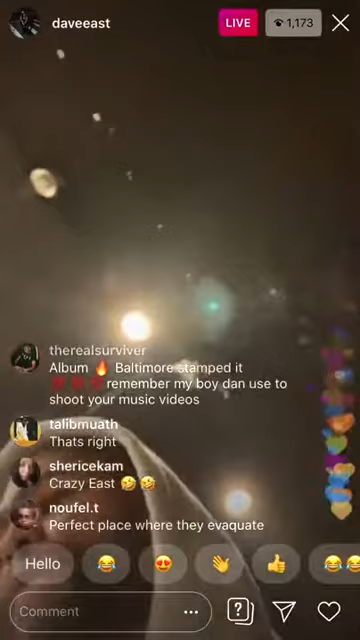 daveeast
LIVE
1,173
therealsurviver
Album 🔥 Baltimore stamped it
💯💯💯remember my boy dan use to
shoot your music videos
talibmuath
Thats right
shericekam
Crazy East 🤣🤣
noufel.t
Perfect place where they evaquate
Hello
Comment